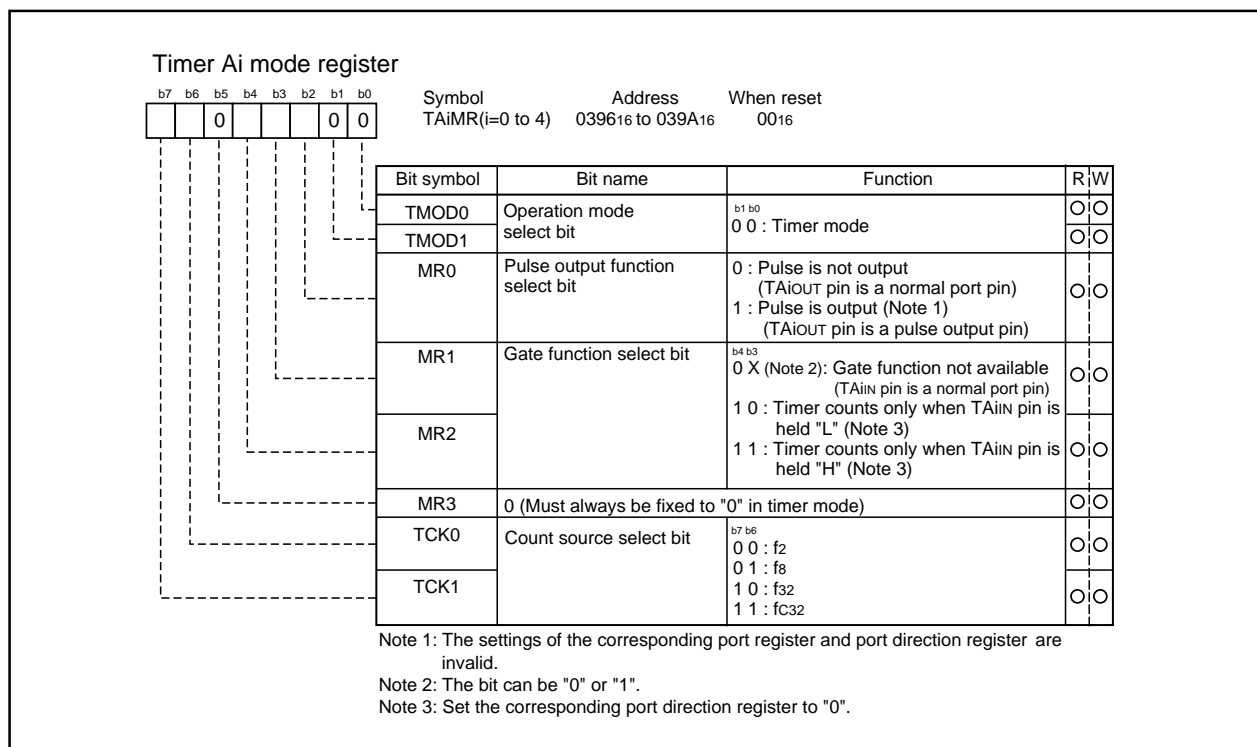 Timer Ai mode register
b7 b6 b5 b4 b3 b2 b1 b0
0 0 0
Symbol Address When reset
TAiMR(i=0 to 4) 039616 to 039A16 0016
Bit symbol Bit name Function R W
TMOD0 Operation mode select bit b1 b0
0 0 : Timer mode
TMOD1
MR0 Pulse output function select bit 0 : Pulse is not output
(TAiOUT pin is a normal port pin)
1 : Pulse is output (Note 1)
(TAiOUT pin is a pulse output pin)
MR1 Gate function select bit b4 b3
0 X (Note 2): Gate function not available
(TAiIN pin is a normal port pin)
1 0 : Timer counts only when TAiIN pin is
held "L" (Note 3)
MR2
1 1 : Timer counts only when TAiIN pin is
held "H" (Note 3)
MR3 0 (Must always be fixed to "0" in timer mode)
TCK0 Count source select bit b7 b6
0 0 : f2
0 1 : f8
TCK1
1 0 : f32
1 1 : fC32
Note 1: The settings of the corresponding port register and port direction register are
invalid.
Note 2: The bit can be "0" or "1".
Note 3: Set the corresponding port direction register to "0".